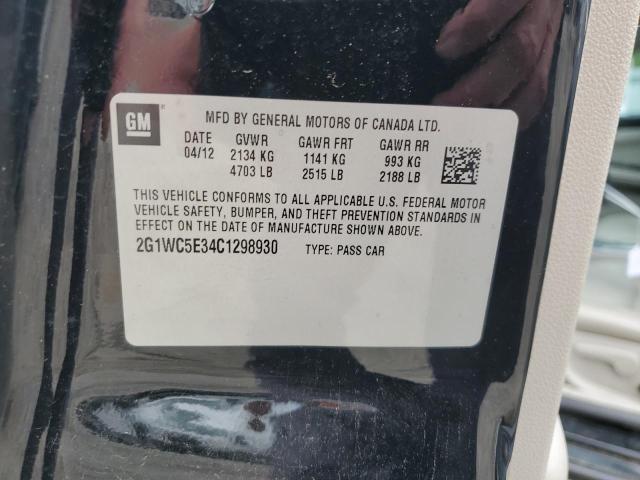 GM
MFD BY GENERAL MOTORS OF CANADA LTD.
DATE GVWR GAWR FRT GAWR RR
04/12 2134 KG 1141 KG 993 KG
4703 LB 2515 LB 2188 LB
THIS VEHICLE CONFORMS TO ALL APPLICABLE U.S. FEDERAL MOTOR
VEHICLE SAFETY, BUMPER, AND THEFT PREVENTION STANDARDS IN
EFFECT ON THE DATE OF MANUFACTURE SHOWN ABOVE.
2G1WC5E34C1298930 TYPE: PASS CAR